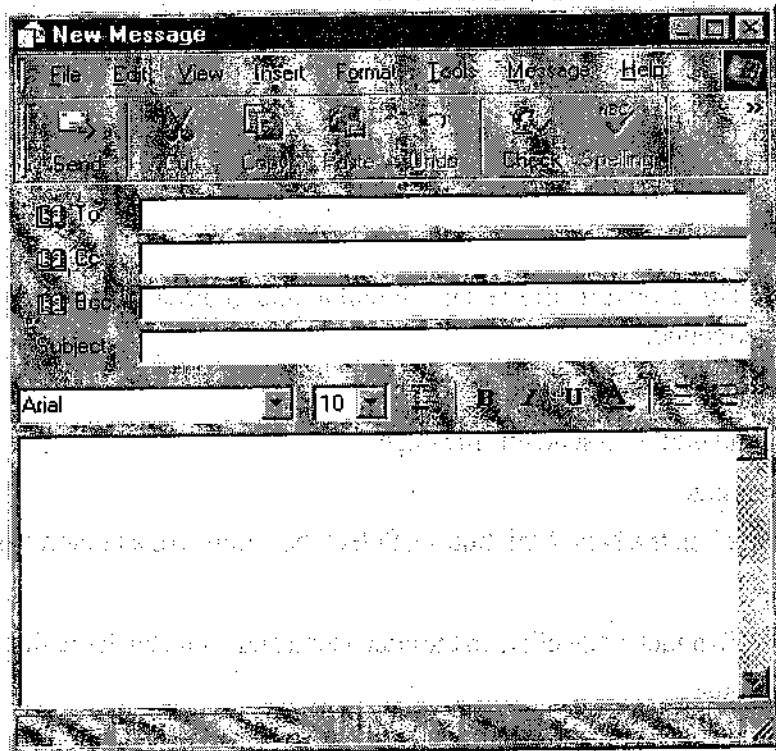 New Message
File Edit View Insert Format Tools Message Help
Send Cut Copy Paste Undo Check Spelling
To
Cc
Bcc
Subject:
Arial 10 B I U A